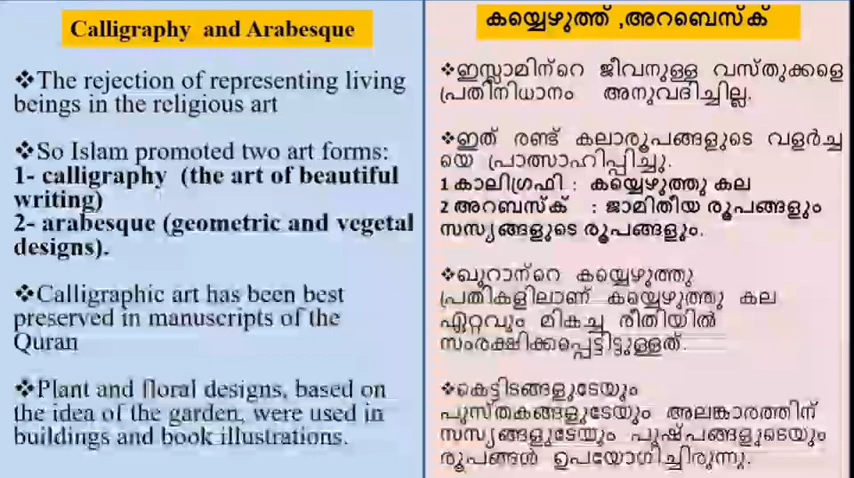 Calligraphy and Arabesque
❖The rejection of representing living
beings in the religious art
❖So Islam promoted two art forms:
1- calligraphy (the art of beautiful
writing)
2- arabesque (geometric and vegetal
designs).
❖Calligraphic art has been best
preserved in manuscripts of the
Quran
❖Plant and floral designs, based on
the idea of the garden, were used in
buildings and book illustrations.
കയ്യെഴുത്ത് ,അറബെസ്ക്
❖ഇസ്ലാമിന്റെ ജീവനുള്ള വസ്തുക്കളെ
പ്രതിനിധാനം അനുവദിച്ചില്ല.
❖ഇത് രണ്ട് കലാരൂപങ്ങളുടെ വളർച്ച
യെ പ്രാത്സാഹിപ്പിച്ചു.
1 കാലിഗ്രഫി : കയ്യെഴുത്തു കല
2 അറബസ്ക് : ജാമിതീയ രൂപങ്ങളും
സസ്യങ്ങളുടെ രൂപങ്ങളും.
❖ഖുറാന്റെ കയ്യെഴുത്തു
പ്രതികളിലാണ് കയ്യെഴുത്തു കല
ഏറ്റവും മികച്ച രീതിയിൽ
സംരക്ഷിക്കപ്പെട്ടിട്ടുള്ളത്.
❖കെട്ടിടങ്ങളുടേയും
പുസ്തകങ്ങളുടേയും അലങ്കാരത്തിന്
സസ്യങ്ങളുടേയും പുഷ്പങ്ങളുടെയും
രൂപങ്ങൾ ഉപയോഗിച്ചിരുന്നു.